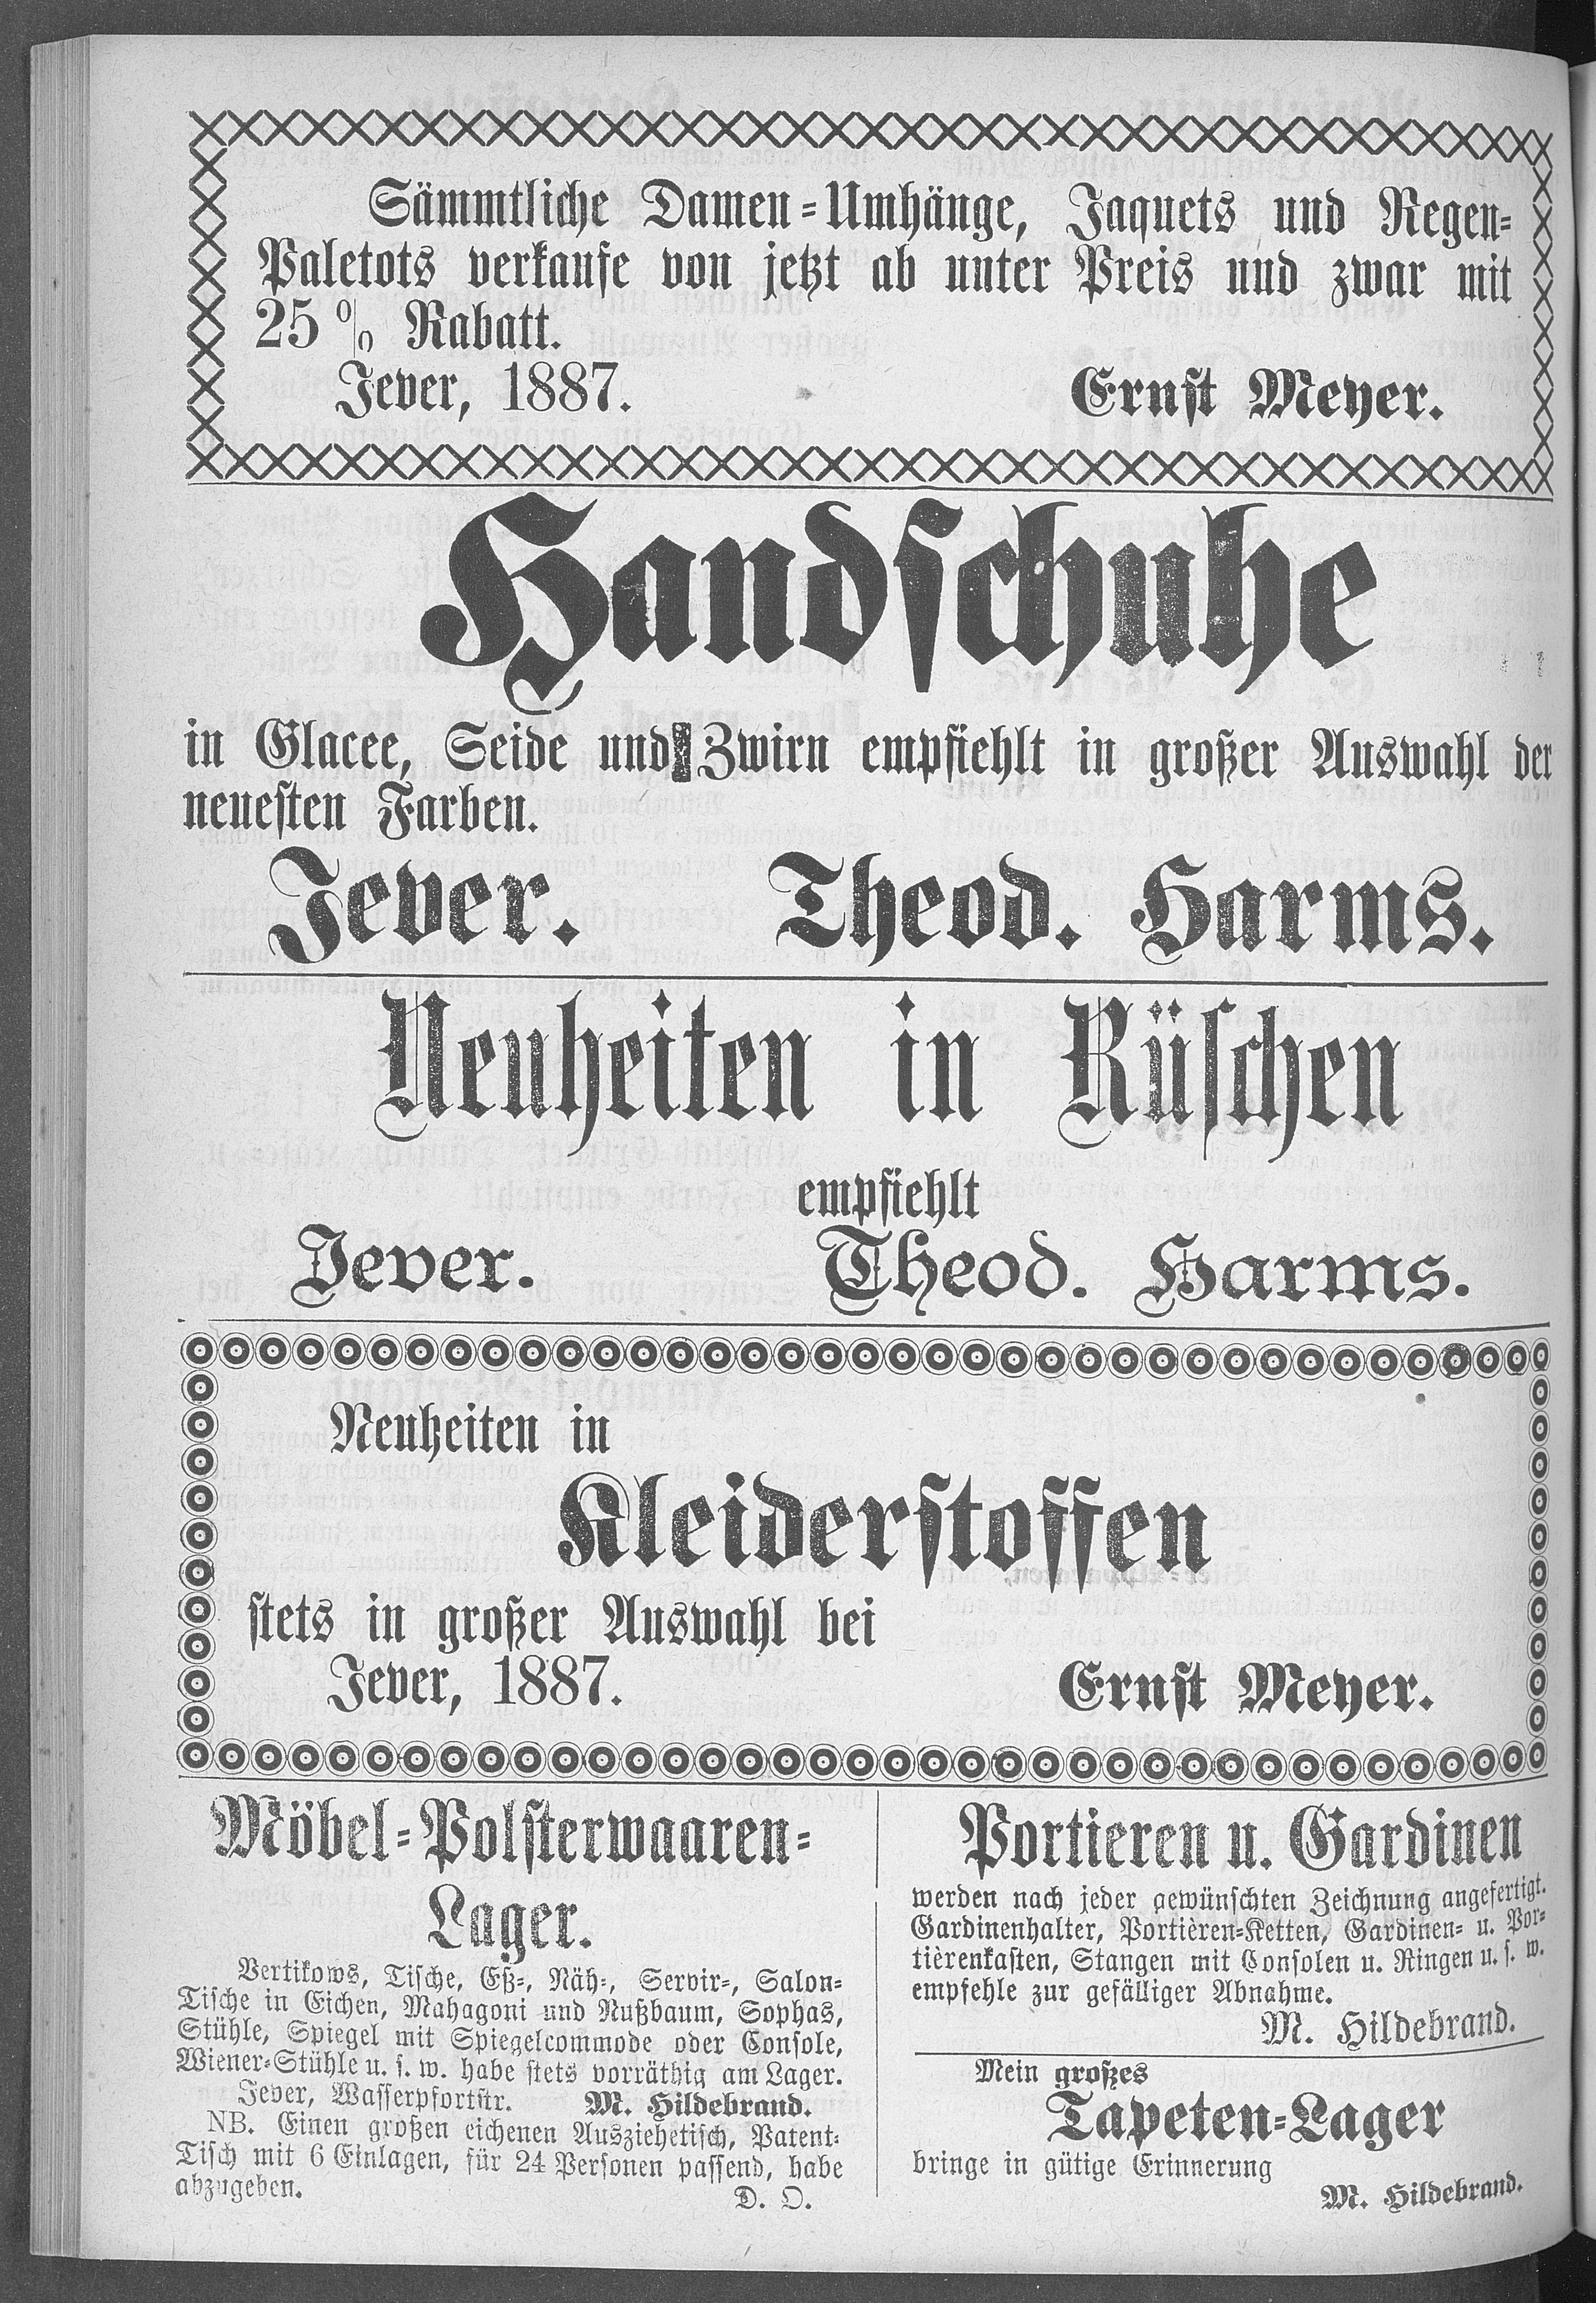 Sämmtliche Damen-Umhänge, Jaquets und Regen-
Paletots verkaufe von jetzt ab unter Preis und zwar mit
25 % Rabatt.
Jever, 1887. Ernst Meyer.
Handschuhe
in Glacee, Seide und Zwirn empfiehlt in großer Auswahl der
neuesten Farben.
Jever. Theod. Harms.
Neuheiten in Rüschen
empfiehlt
Jever. Theod. Harms.
Neuheiten in
Kleiderstoffen
stets in großer Auswahl bei
Jever, 1887. Ernst Meyer.
Möbel-Polsterwaaren-
Lager.
Vertikows, Tische, Eß-, Näh-, Servir-, Salon-
Tische in Eichen, Mahagoni und Nußbaum, Sophas,
Stühle, Spiegel mit Spiegelcommode oder Console,
Wiener-Stühle u. s. w. habe stets vorräthig am Lager.
Jever, Wasserpfortstr. M. Hildebrand.
NB. Einen großen eichenen Ausziehetisch, Patent-
Tisch mit 6 Einlagen, für 24 Personen passend, habe
abzugeben. D. O.
Portieren u. Gardinen
werden nach jeder gewünschten Zeichnung angefertigt.
Gardinenhalter, Portièren-Ketten, Gardinen- u. Por-
tièrenkasten, Stangen mit Consolen u. Ringen u. s. w.
empfehle zur gefälliger Abnahme.
M. Hildebrand.
Mein großes
Tapeten-Lager
bringe in gütige Erinnerung
M. Hildebrand.